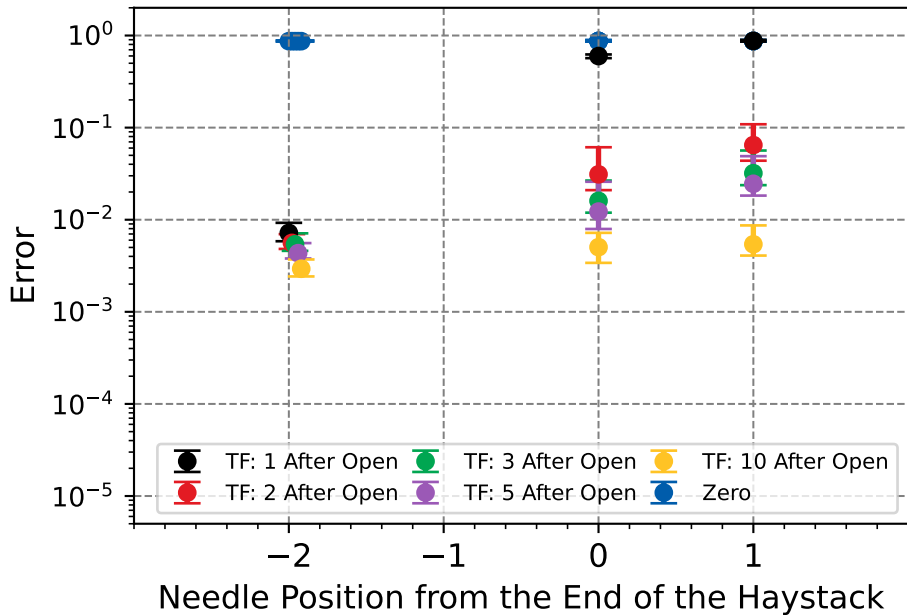 10^0
10^−1
10^−2
10^−3
10^−4
10^−5
Error
TF: 1 After Open TF: 3 After Open TF: 10 After Open
TF: 2 After Open TF: 5 After Open Zero
−2 −1 0 1
Needle Position from the End of the Haystack